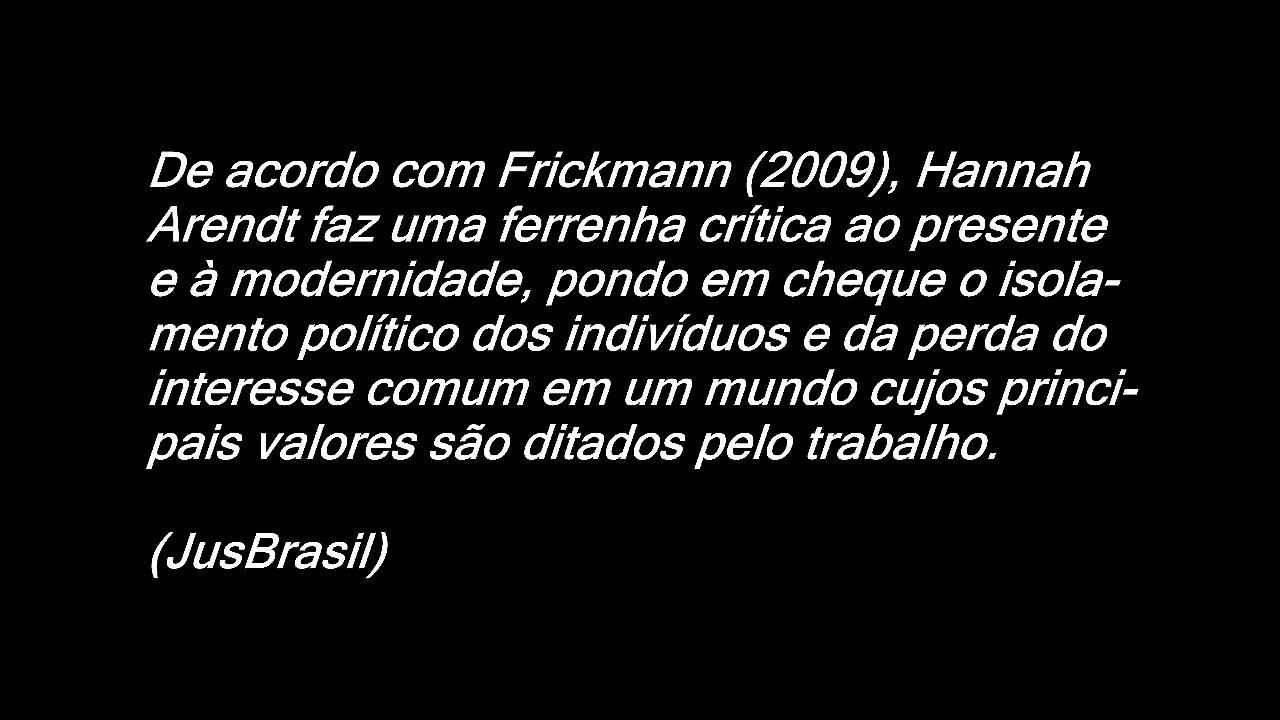 De acordo com Frickmann (2009), Hannah
Arendt faz uma ferrenha crítica ao presente
e à modernidade, pondo em cheque o isola-
mento político dos indivíduos e da perda do
interesse comum em um mundo cujos princi-
pais valores são ditados pelo trabalho.
(JusBrasil)